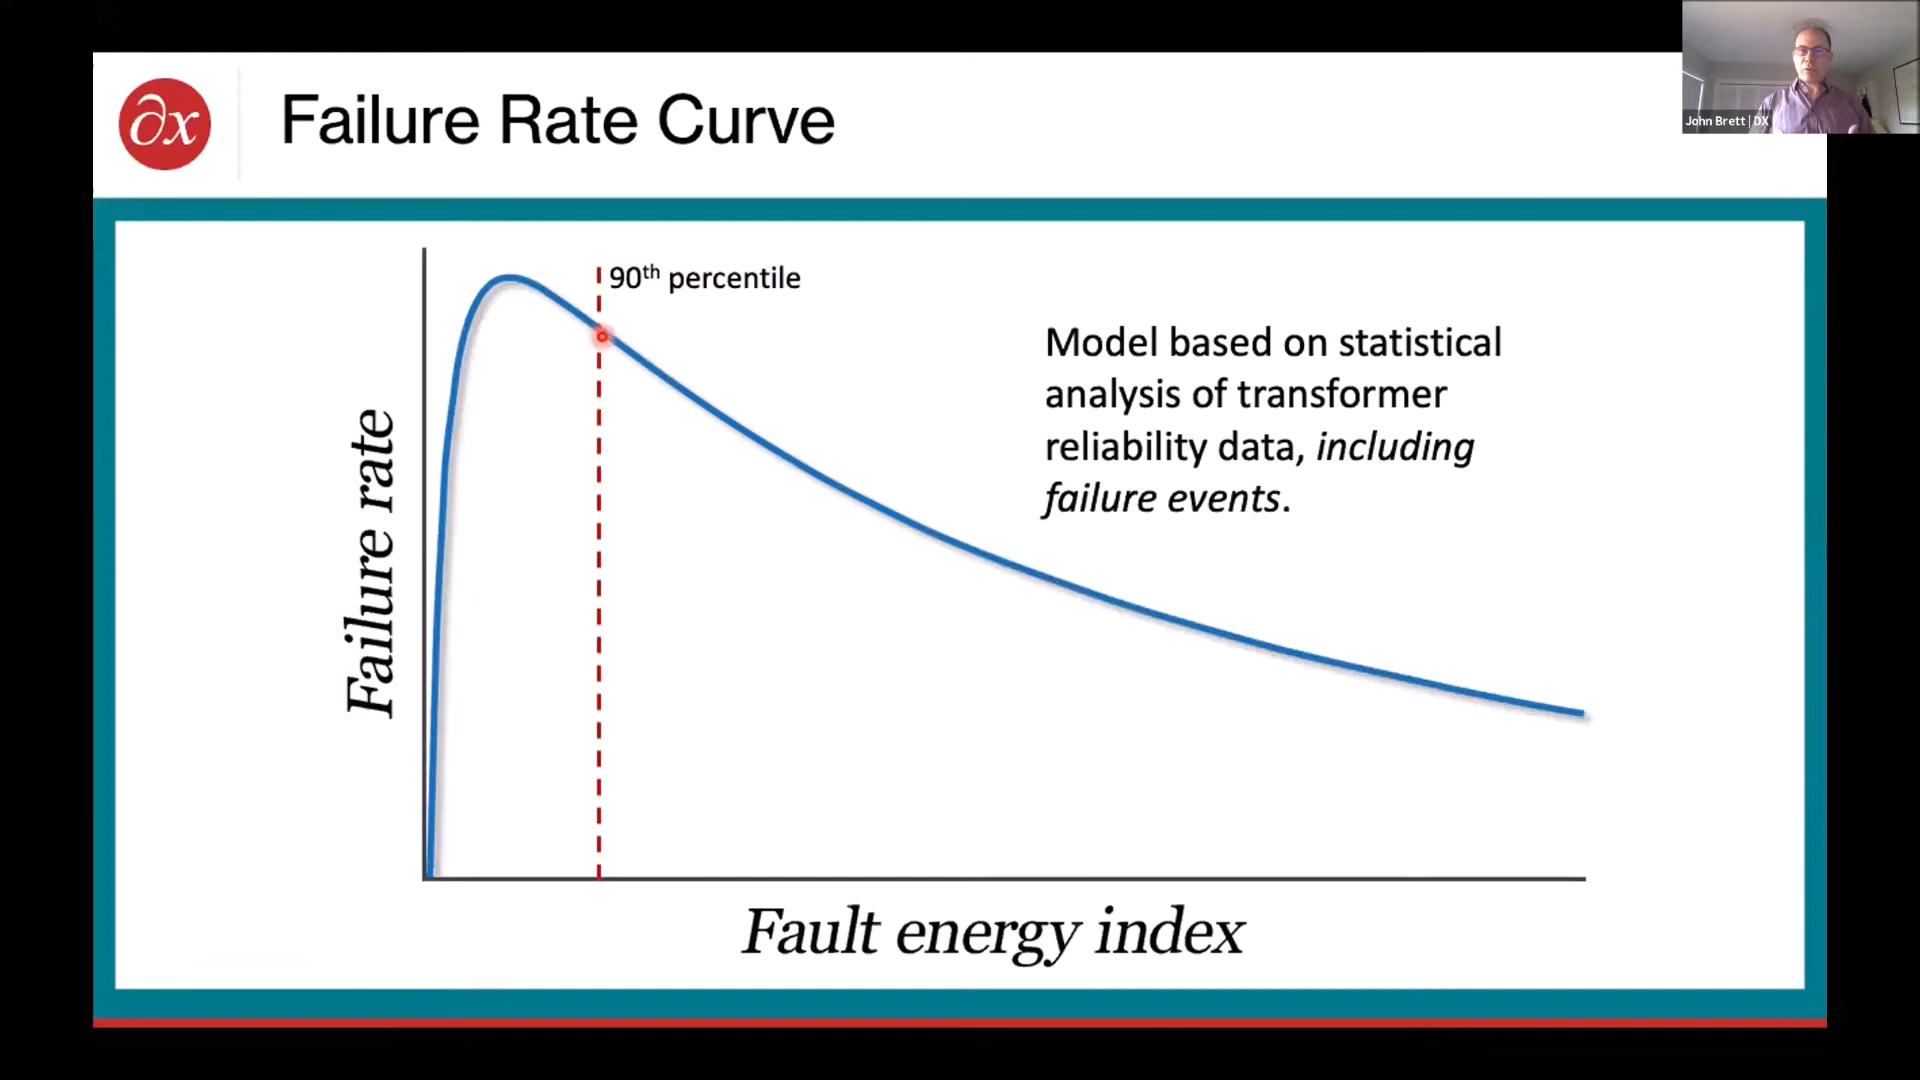 ∂x
Failure Rate Curve
John Brett | DX
90th percentile
Model based on statistical
analysis of transformer
reliability data, including
failure events.
Failure rate
Fault energy index